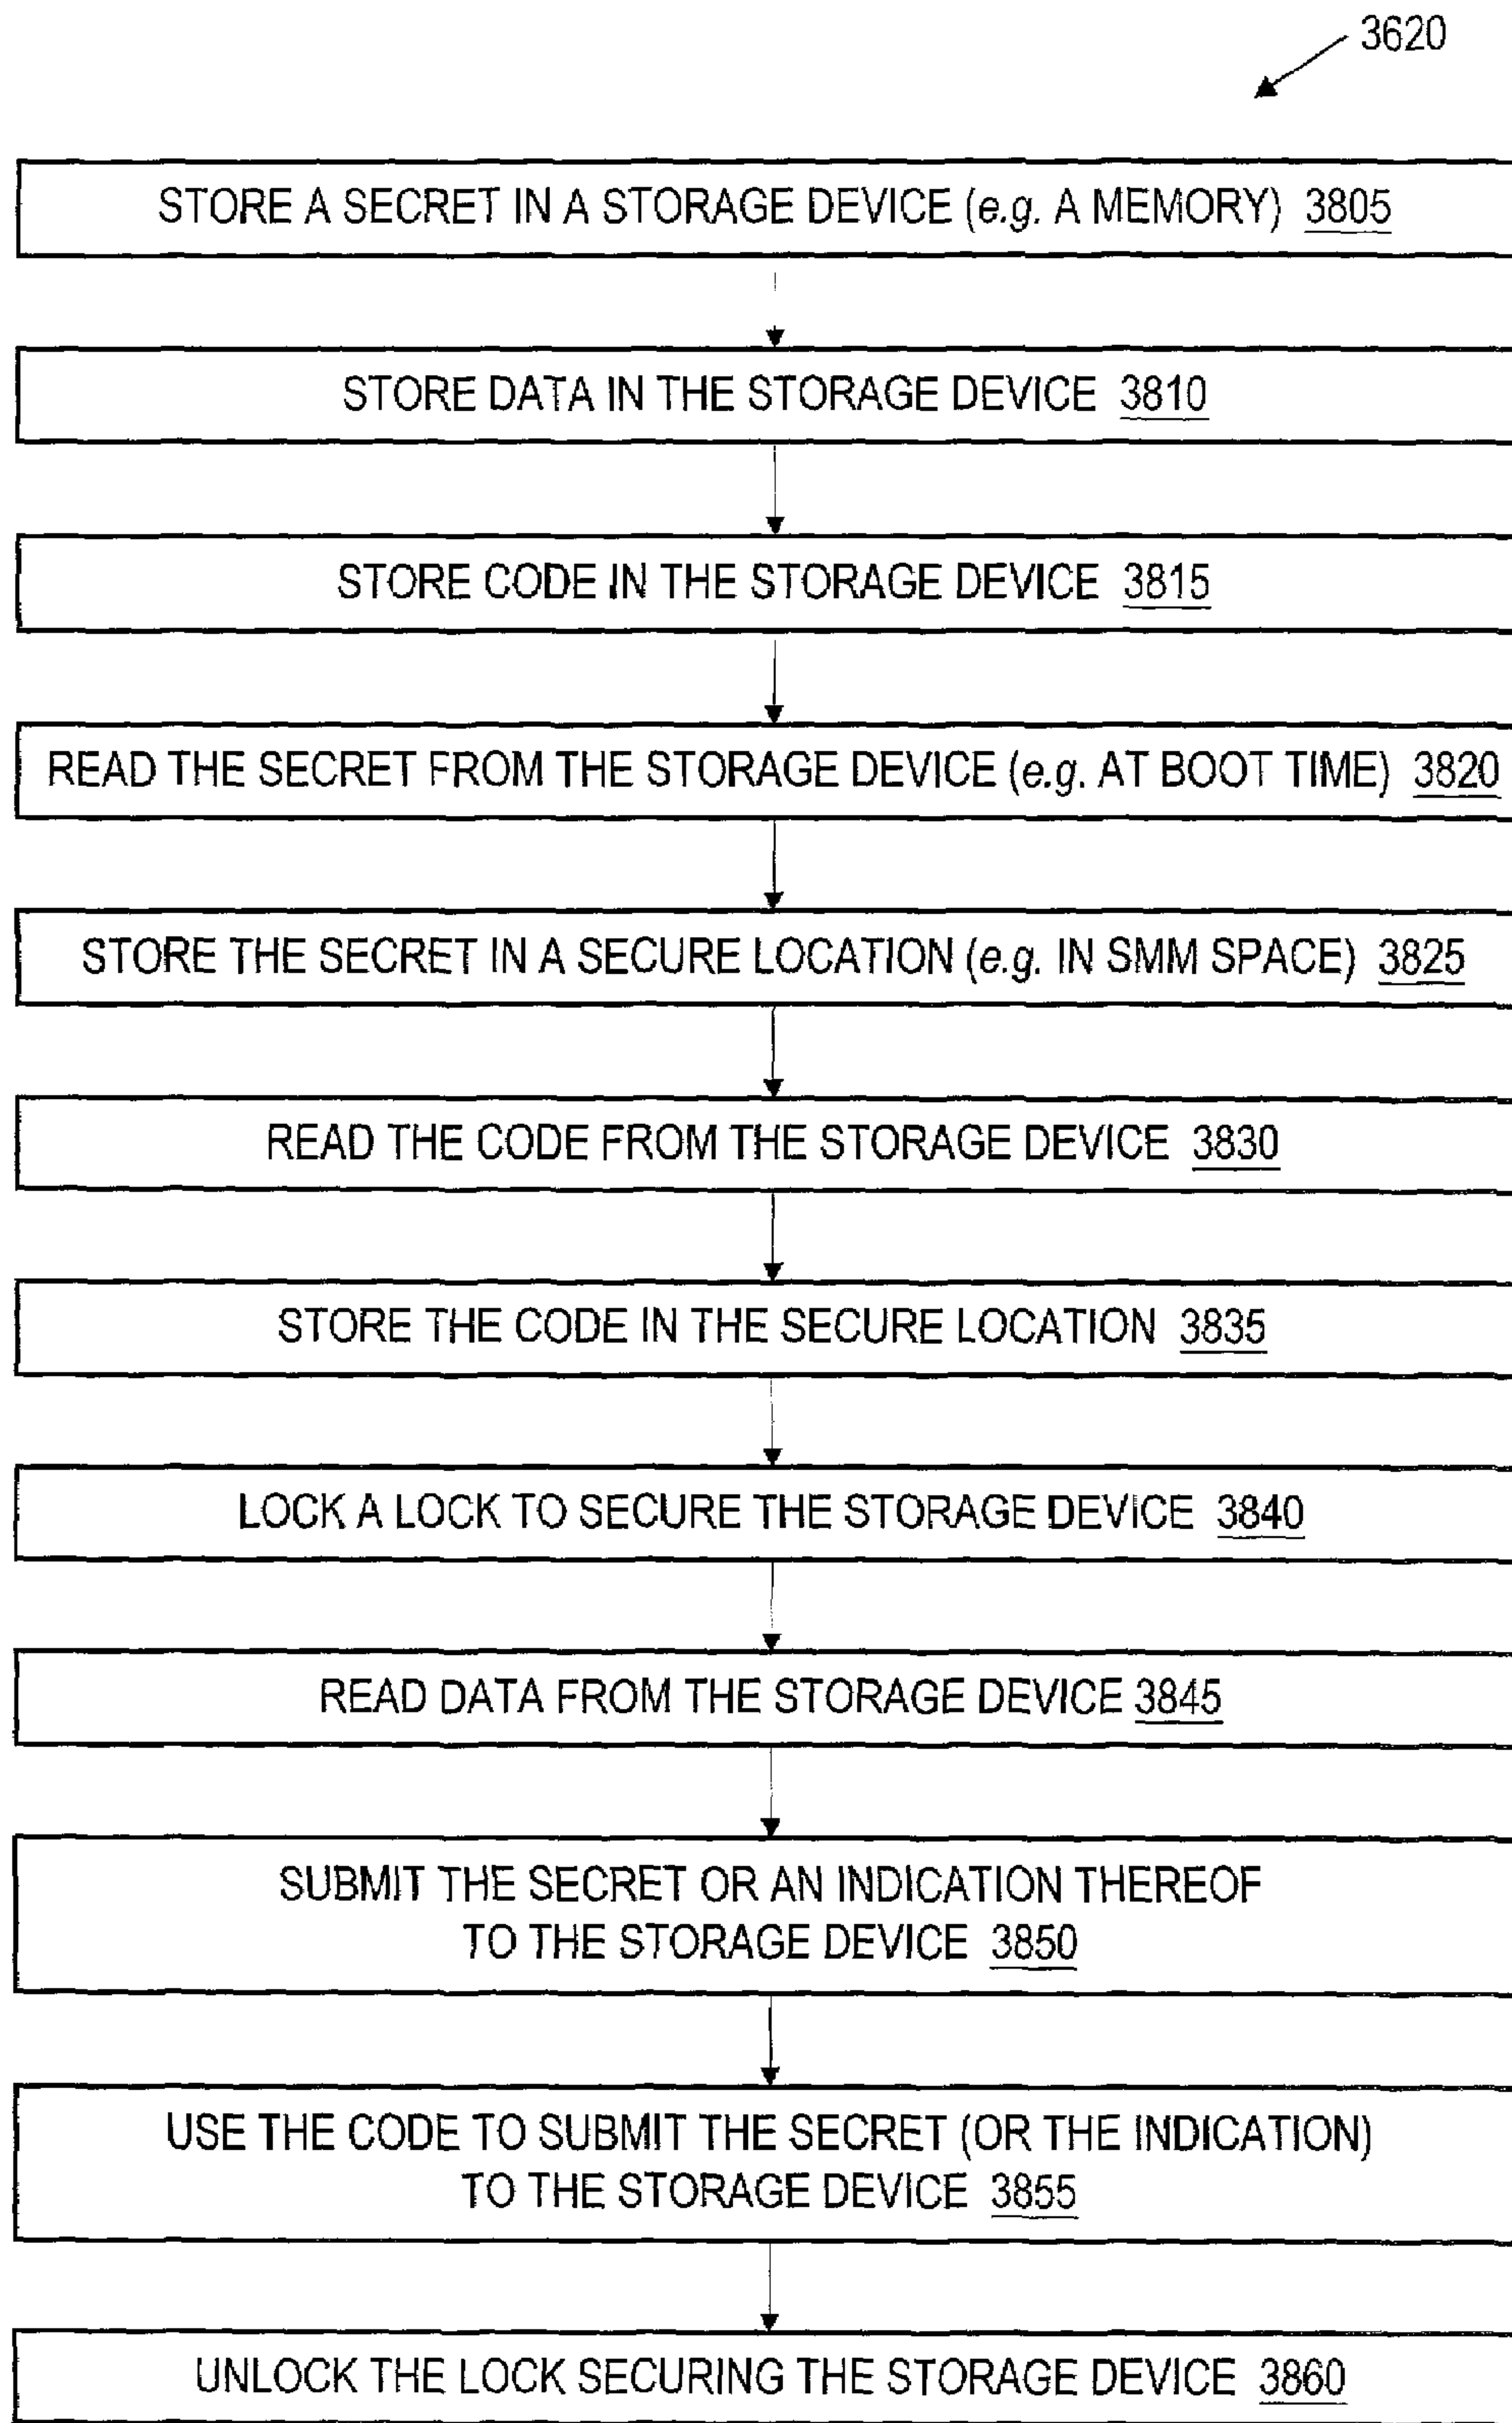 3620
STORE A SECRET IN A STORAGE DEVICE (e.g. A MEMORY) 3805
STORE DATA IN THE STORAGE DEVICE 3810
STORE CODE IN THE STORAGE DEVICE 3815
READ THE SECRET FROM THE STORAGE DEVICE (e.g. AT BOOT TIME) 3820
STORE THE SECRET IN A SECURE LOCATION (e.g. IN SMM SPACE) 3825
READ THE CODE FROM THE STORAGE DEVICE 3830
STORE THE CODE IN THE SECURE LOCATION 3835
LOCK A LOCK TO SECURE THE STORAGE DEVICE 3840
READ DATA FROM THE STORAGE DEVICE 3845
SUBMIT THE SECRET OR AN INDICATION THEREOF
TO THE STORAGE DEVICE 3850
USE THE CODE TO SUBMIT THE SECRET (OR THE INDICATION)
TO THE STORAGE DEVICE 3855
UNLOCK THE LOCK SECURING THE STORAGE DEVICE 3860